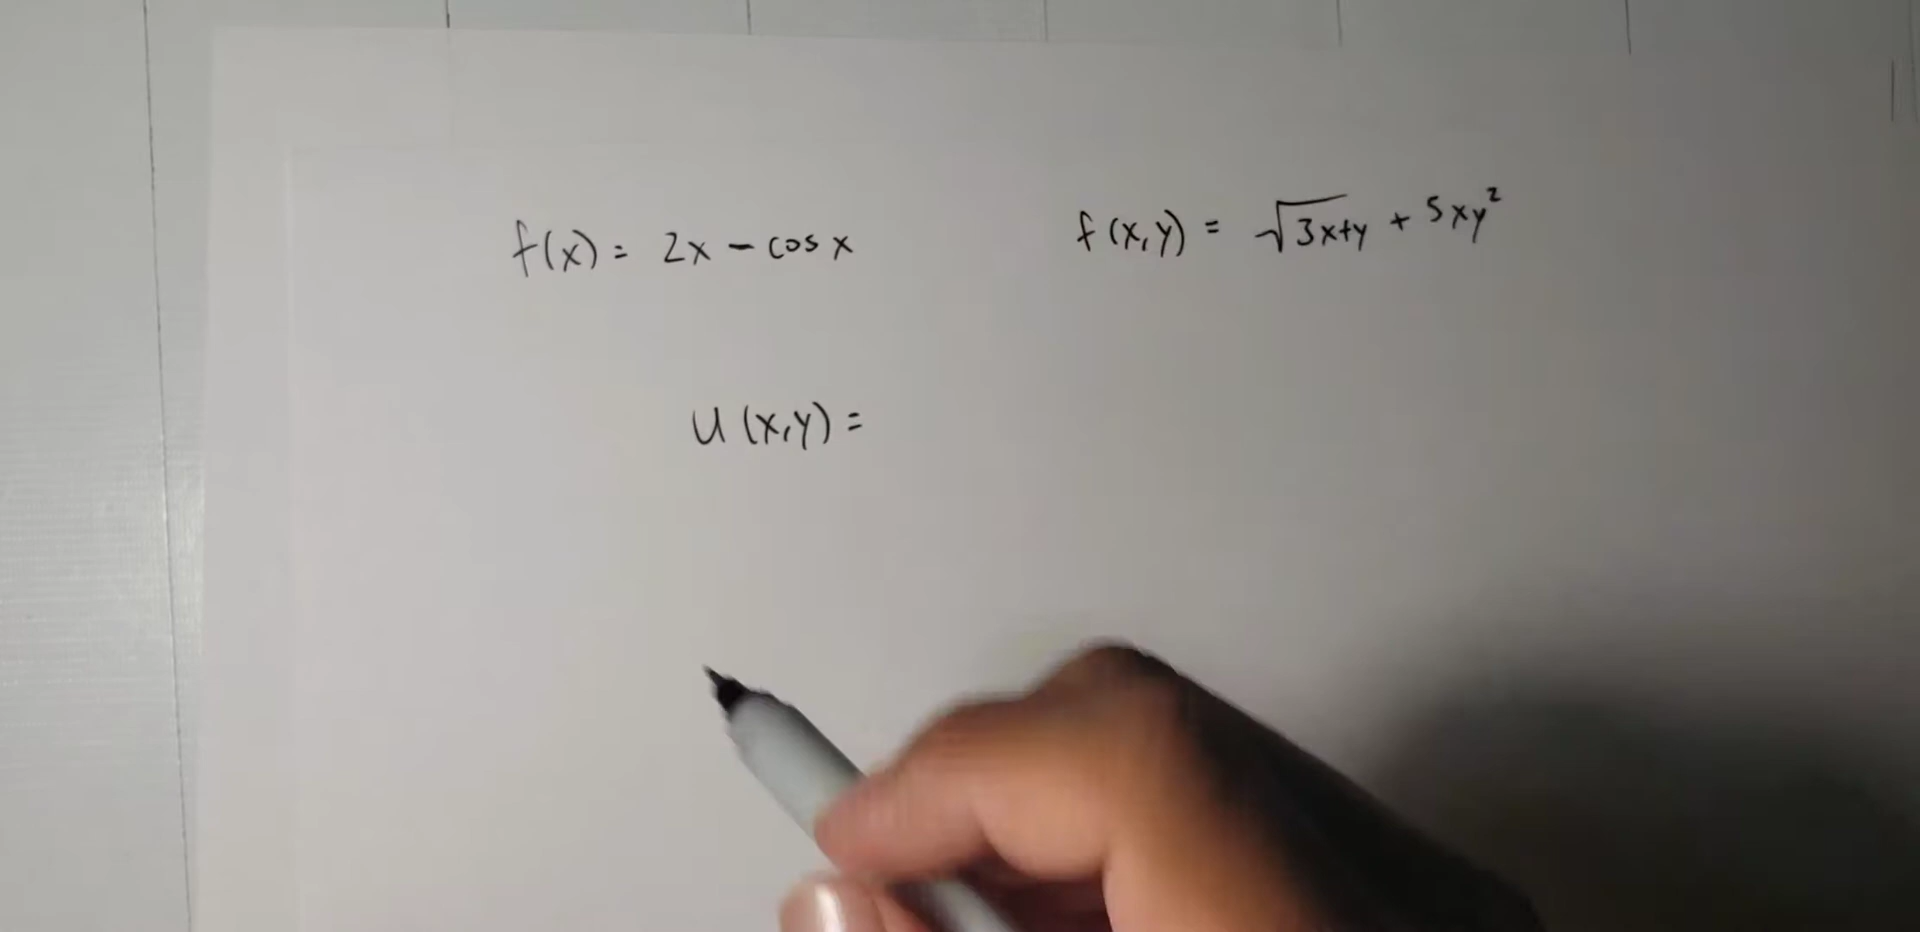 f(x) = 2x - cos x
f(x,y) = √3x+y + 5xy²
u(x,y) =